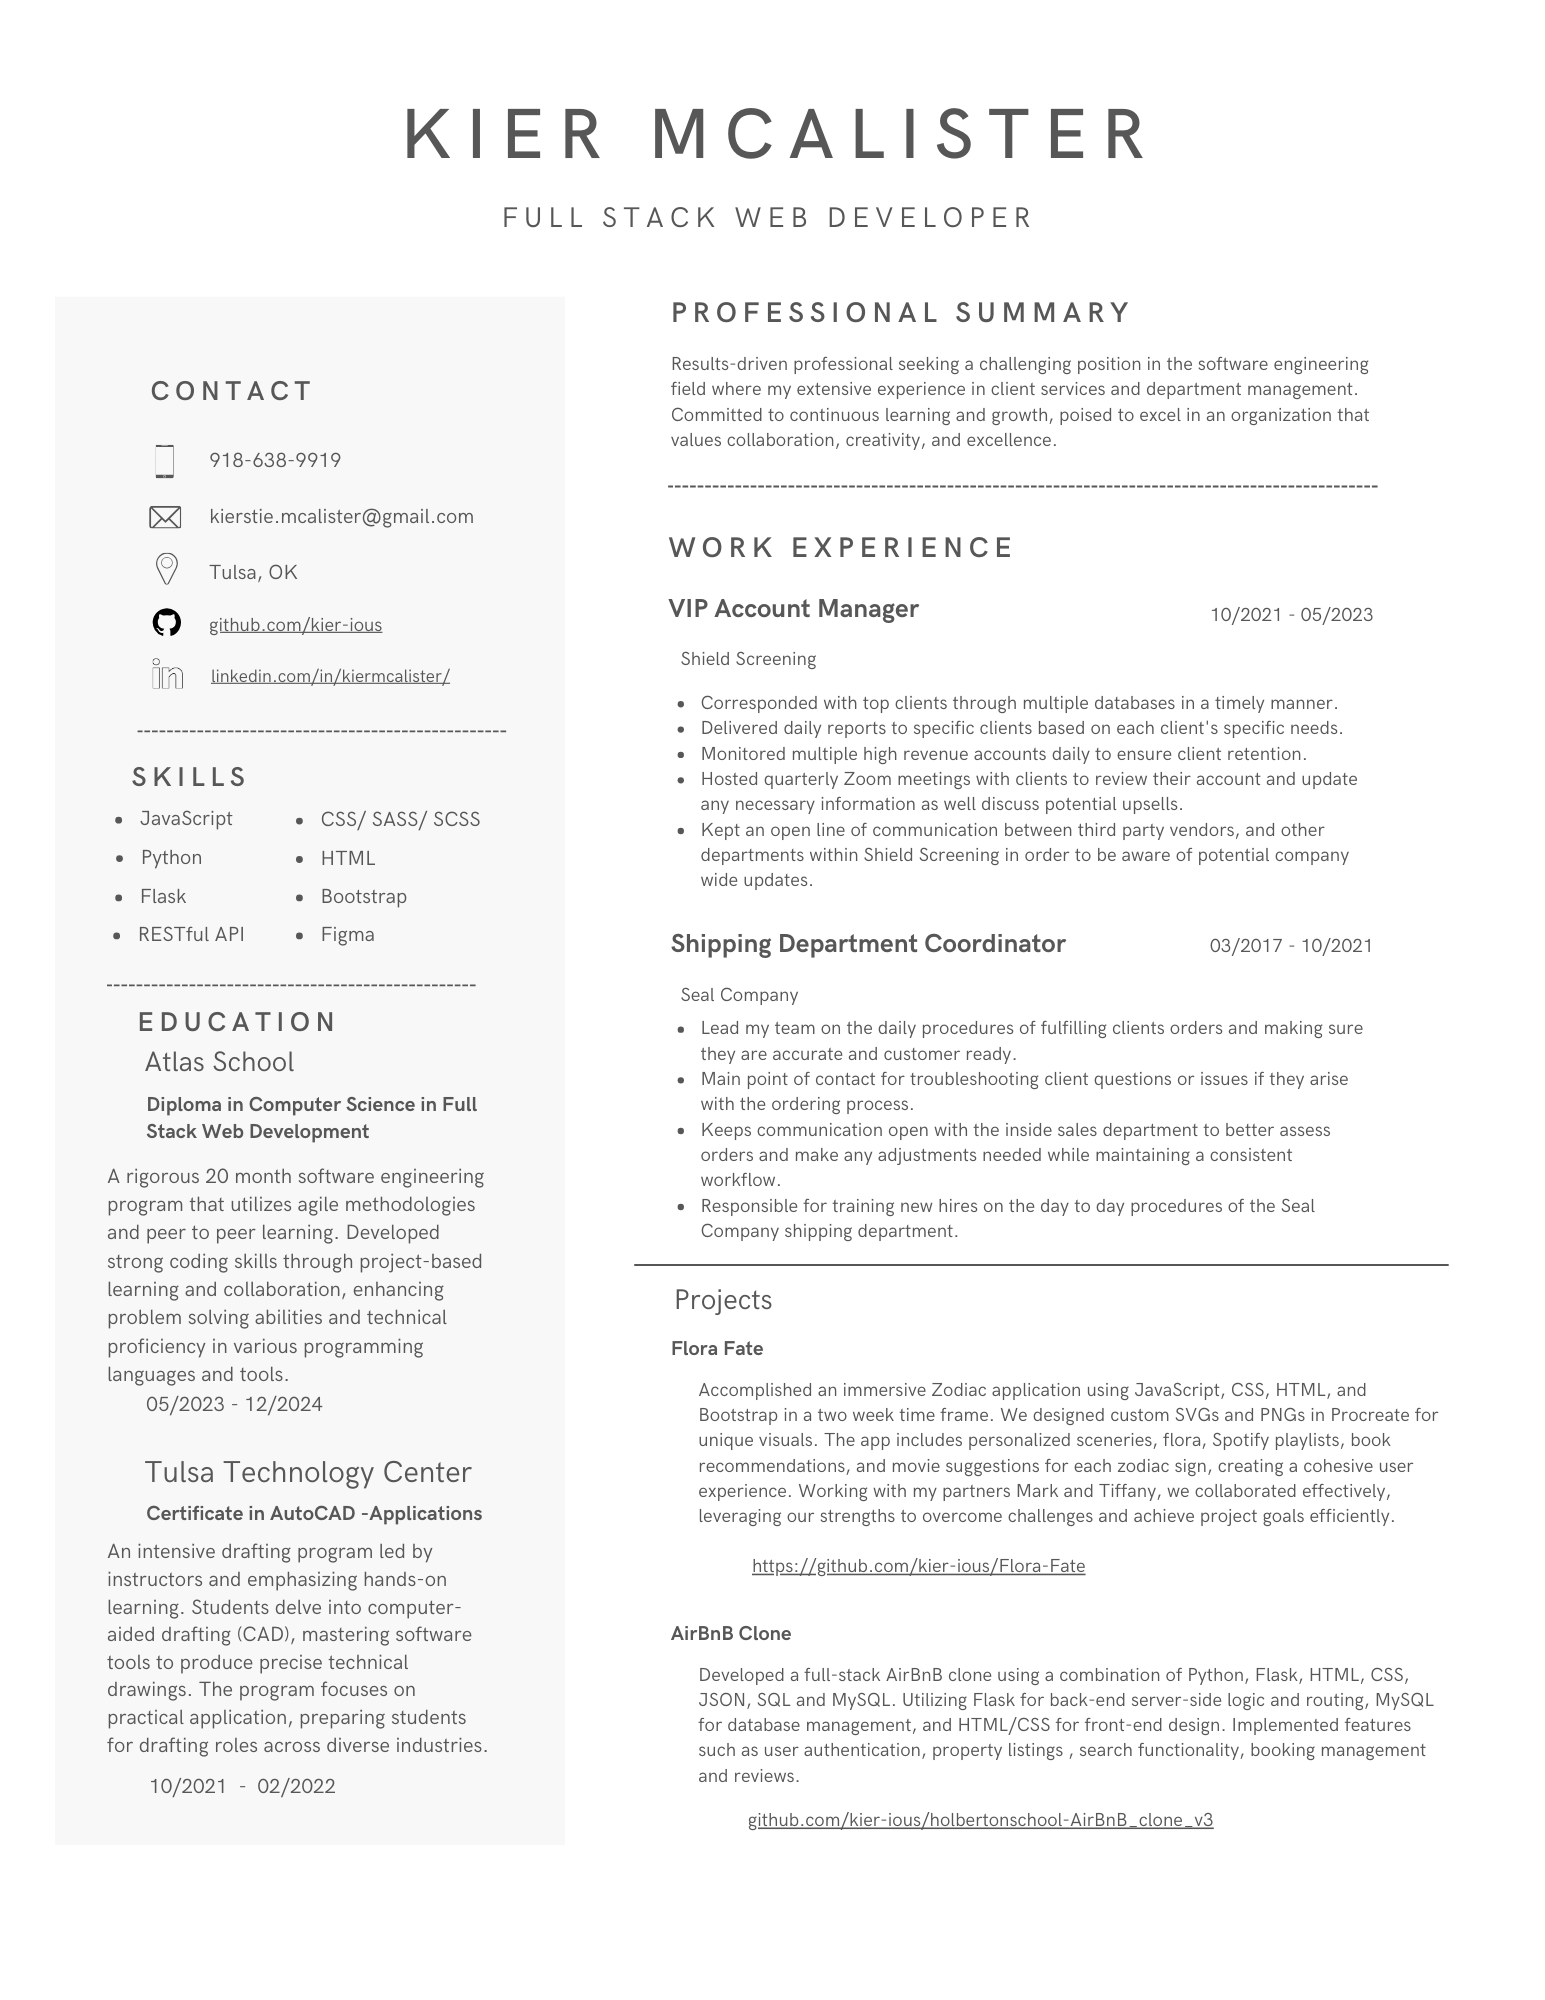 KIER MCALISTER
FULL STACK WEB DEVELOPER
CONTACT
918-638-9919
kierstie.mcalister@gmail.com
Tulsa, OK
github.com/kier-ious
linkedin.com/in/kiermcalister/
-------------------------------------------------
SKILLS
• JavaScript
• Python
• Flask
• RESTful API
• CSS/ SASS/ SCSS
• HTML
• Bootstrap
• Figma
-------------------------------------------------
EDUCATION
Atlas School
Diploma in Computer Science in Full
Stack Web Development
A rigorous 20 month software engineering
program that utilizes agile methodologies
and peer to peer learning. Developed
strong coding skills through project-based
learning and collaboration, enhancing
problem solving abilities and technical
proficiency in various programming
languages and tools.
05/2023 - 12/2024
Tulsa Technology Center
Certificate in AutoCAD -Applications
An intensive drafting program led by
instructors and emphasizing hands-on
learning. Students delve into computer-
aided drafting (CAD), mastering software
tools to produce precise technical
drawings. The program focuses on
practical application, preparing students
for drafting roles across diverse industries.
10/2021 - 02/2022
PROFESSIONAL SUMMARY
Results-driven professional seeking a challenging position in the software engineering
field where my extensive experience in client services and department management.
Committed to continuous learning and growth, poised to excel in an organization that
values collaboration, creativity, and excellence.
----------------------------------------------------------------------------------------------
WORK EXPERIENCE
VIP Account Manager 10/2021 - 05/2023
Shield Screening
• Corresponded with top clients through multiple databases in a timely manner.
• Delivered daily reports to specific clients based on each client's specific needs.
• Monitored multiple high revenue accounts daily to ensure client retention.
• Hosted quarterly Zoom meetings with clients to review their account and update
any necessary information as well discuss potential upsells.
• Kept an open line of communication between third party vendors, and other
departments within Shield Screening in order to be aware of potential company
wide updates.
Shipping Department Coordinator 03/2017 - 10/2021
Seal Company
• Lead my team on the daily procedures of fulfilling clients orders and making sure
they are accurate and customer ready.
• Main point of contact for troubleshooting client questions or issues if they arise
with the ordering process.
• Keeps communication open with the inside sales department to better assess
orders and make any adjustments needed while maintaining a consistent
workflow.
• Responsible for training new hires on the day to day procedures of the Seal
Company shipping department.
Projects
Flora Fate
Accomplished an immersive Zodiac application using JavaScript, CSS, HTML, and
Bootstrap in a two week time frame. We designed custom SVGs and PNGs in Procreate for
unique visuals. The app includes personalized sceneries, flora, Spotify playlists, book
recommendations, and movie suggestions for each zodiac sign, creating a cohesive user
experience. Working with my partners Mark and Tiffany, we collaborated effectively,
leveraging our strengths to overcome challenges and achieve project goals efficiently.
https://github.com/kier-ious/Flora-Fate
AirBnB Clone
Developed a full-stack AirBnB clone using a combination of Python, Flask, HTML, CSS,
JSON, SQL and MySQL. Utilizing Flask for back-end server-side logic and routing, MySQL
for database management, and HTML/CSS for front-end design. Implemented features
such as user authentication, property listings , search functionality, booking management
and reviews.
github.com/kier-ious/holbertonschool-AirBnB_clone_v3